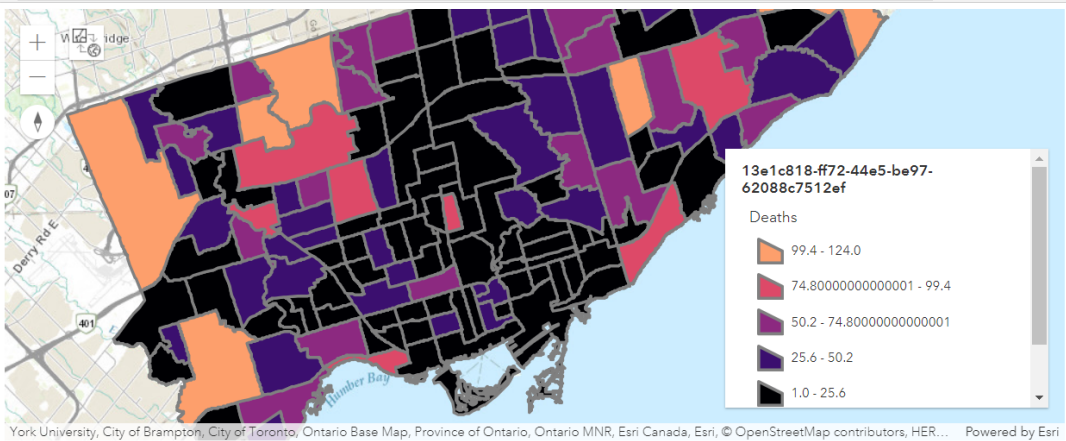 +
−
idge
407
401
Derry Rd E
Humber Bay
13e1c818-ff72-44e5-be97-
62088c7512ef
Deaths
99.4 - 124.0
74.80000000000001 - 99.4
50.2 - 74.80000000000001
25.6 - 50.2
1.0 - 25.6
York University, City of Brampton, City of Toronto, Ontario Base Map, Province of Ontario, Ontario MNR, Esri Canada, Esri, © OpenStreetMap contributors, HER... Powered by Esri